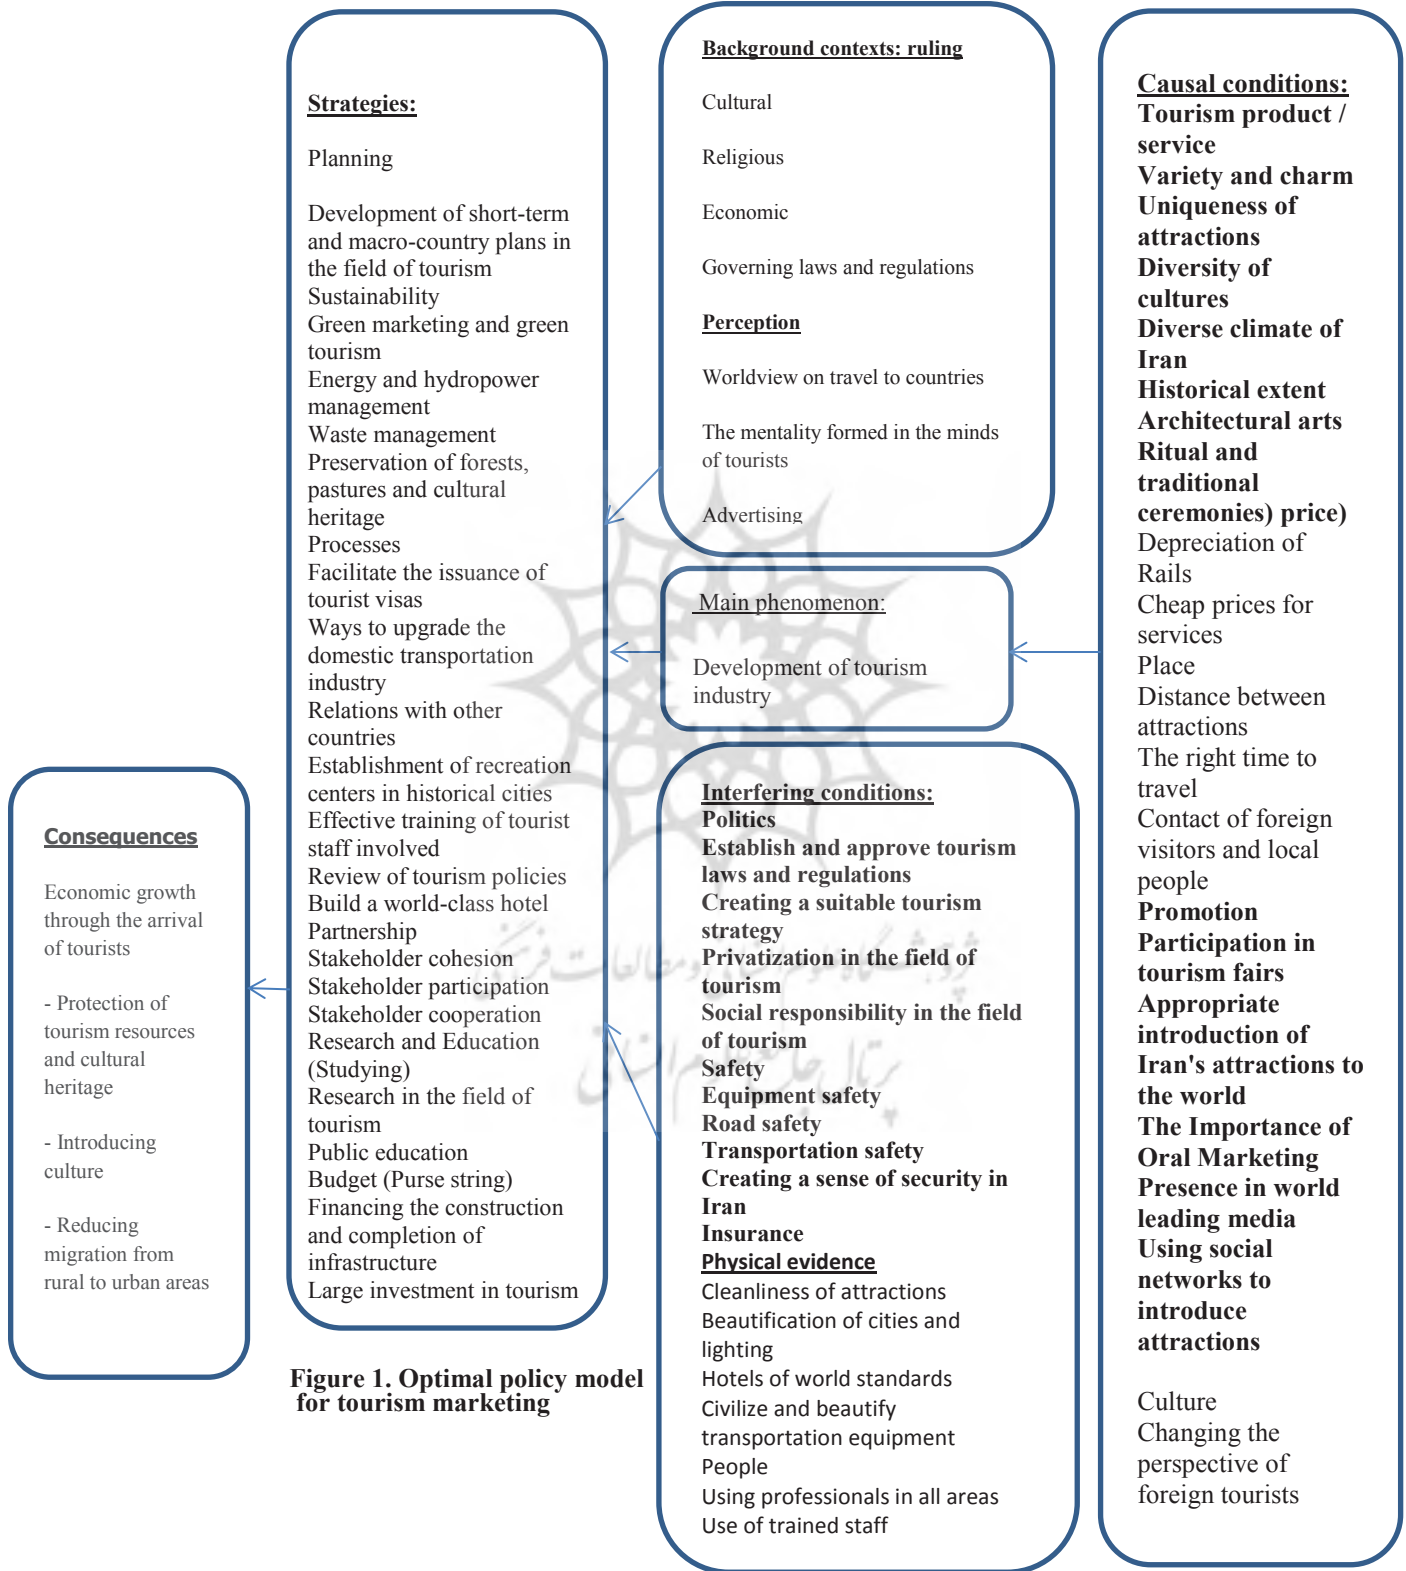 Strategies:
Planning
Development of short-term
and macro-country plans in
the field of tourism
Sustainability
Green marketing and green
tourism
Energy and hydropower
management
Waste management
Preservation of forests,
pastures and cultural
heritage
Processes
Facilitate the issuance of
tourist visas
Ways to upgrade the
domestic transportation
industry
Relations with other
countries
Establishment of recreation
centers in historical cities
Effective training of tourist
staff involved
Review of tourism policies
Build a world-class hotel
Partnership
Stakeholder cohesion
Stakeholder participation
Stakeholder cooperation
Research and Education
(Studying)
Research in the field of
tourism
Public education
Budget (Purse string)
Financing the construction
and completion of
infrastructure
Large investment in tourism
Background contexts: ruling
Cultural
Religious
Economic
Governing laws and regulations
Perception
Worldview on travel to countries
The mentality formed in the minds
of tourists
Advertising
Main phenomenon:
Development of tourism
industry
Interfering conditions:
Politics
Establish and approve tourism
laws and regulations
Creating a suitable tourism
strategy
Privatization in the field of
tourism
Social responsibility in the field
of tourism
Safety
Equipment safety
Road safety
Transportation safety
Creating a sense of security in
Iran
Insurance
Physical evidence
Cleanliness of attractions
Beautification of cities and
lighting
Hotels of world standards
Civilize and beautify
transportation equipment
People
Using professionals in all areas
Use of trained staff
Causal conditions:
Tourism product /
service
Variety and charm
Uniqueness of
attractions
Diversity of
cultures
Diverse climate of
Iran
Historical extent
Architectural arts
Ritual and
traditional
ceremonies) price)
Depreciation of
Rails
Cheap prices for
services
Place
Distance between
attractions
The right time to
travel
Contact of foreign
visitors and local
people
Promotion
Participation in
tourism fairs
Appropriate
introduction of
Iran's attractions to
the world
The Importance of
Oral Marketing
Presence in world
leading media
Using social
networks to
introduce
attractions
Culture
Changing the
perspective of
foreign tourists
Consequences
Economic growth
through the arrival
of tourists
- Protection of
tourism resources
and cultural
heritage
- Introducing
culture
- Reducing
migration from
rural to urban areas
Figure 1. Optimal policy model
for tourism marketing
پژوهشگاه علوم انسانی و مطالعات فرهنگی
پرتال جامع علوم انسانی